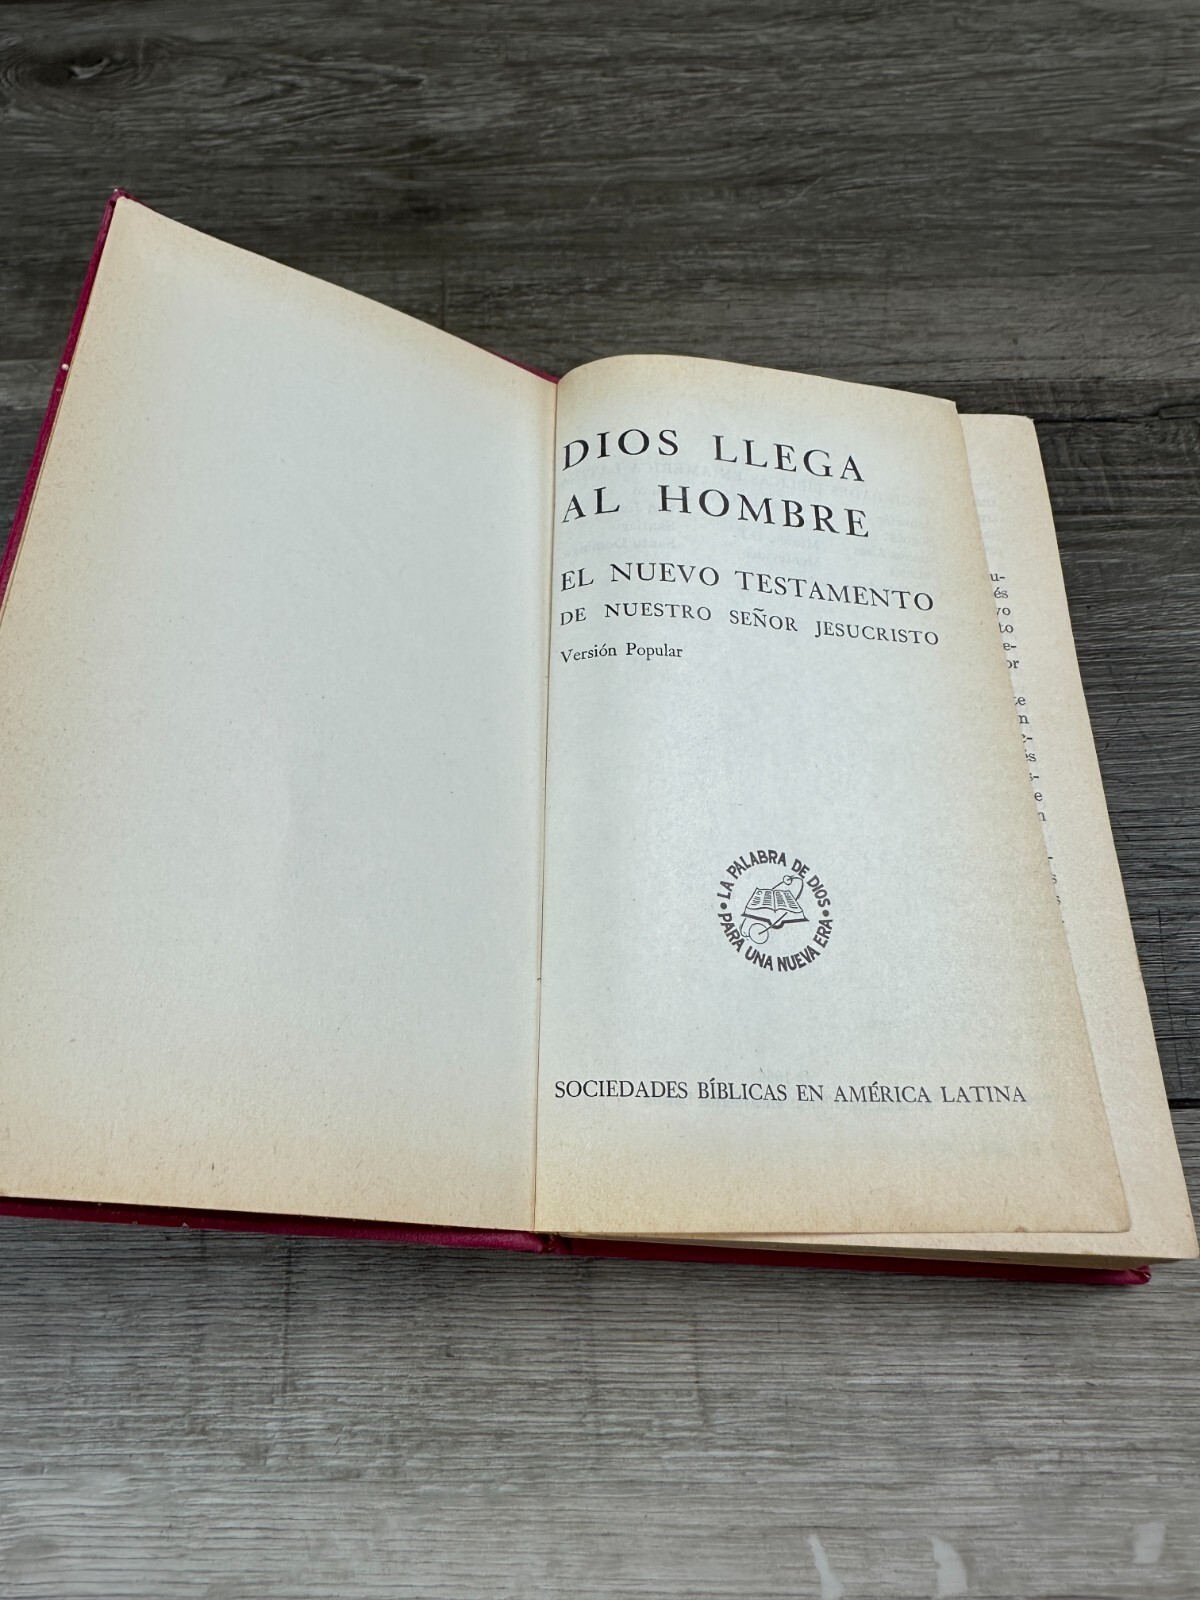 DIOS LLEGA
AL HOMBRE
EL NUEVO TESTAMENTO
DE NUESTRO SEÑOR JESUCRISTO
Versión Popular
LA PALABRA DE DIOS
PARA UNA NUEVA ERA
SOCIEDADES BÍBLICAS EN AMÉRICA LATINA